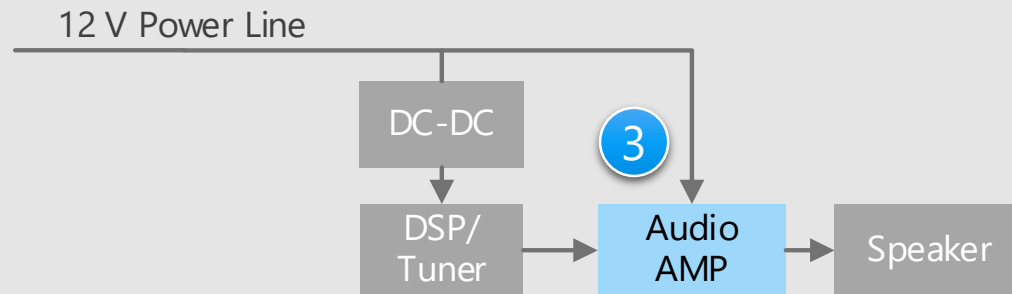 12 V Power Line
DC-DC
3
DSP/
Tuner
Audio
AMP
Speaker